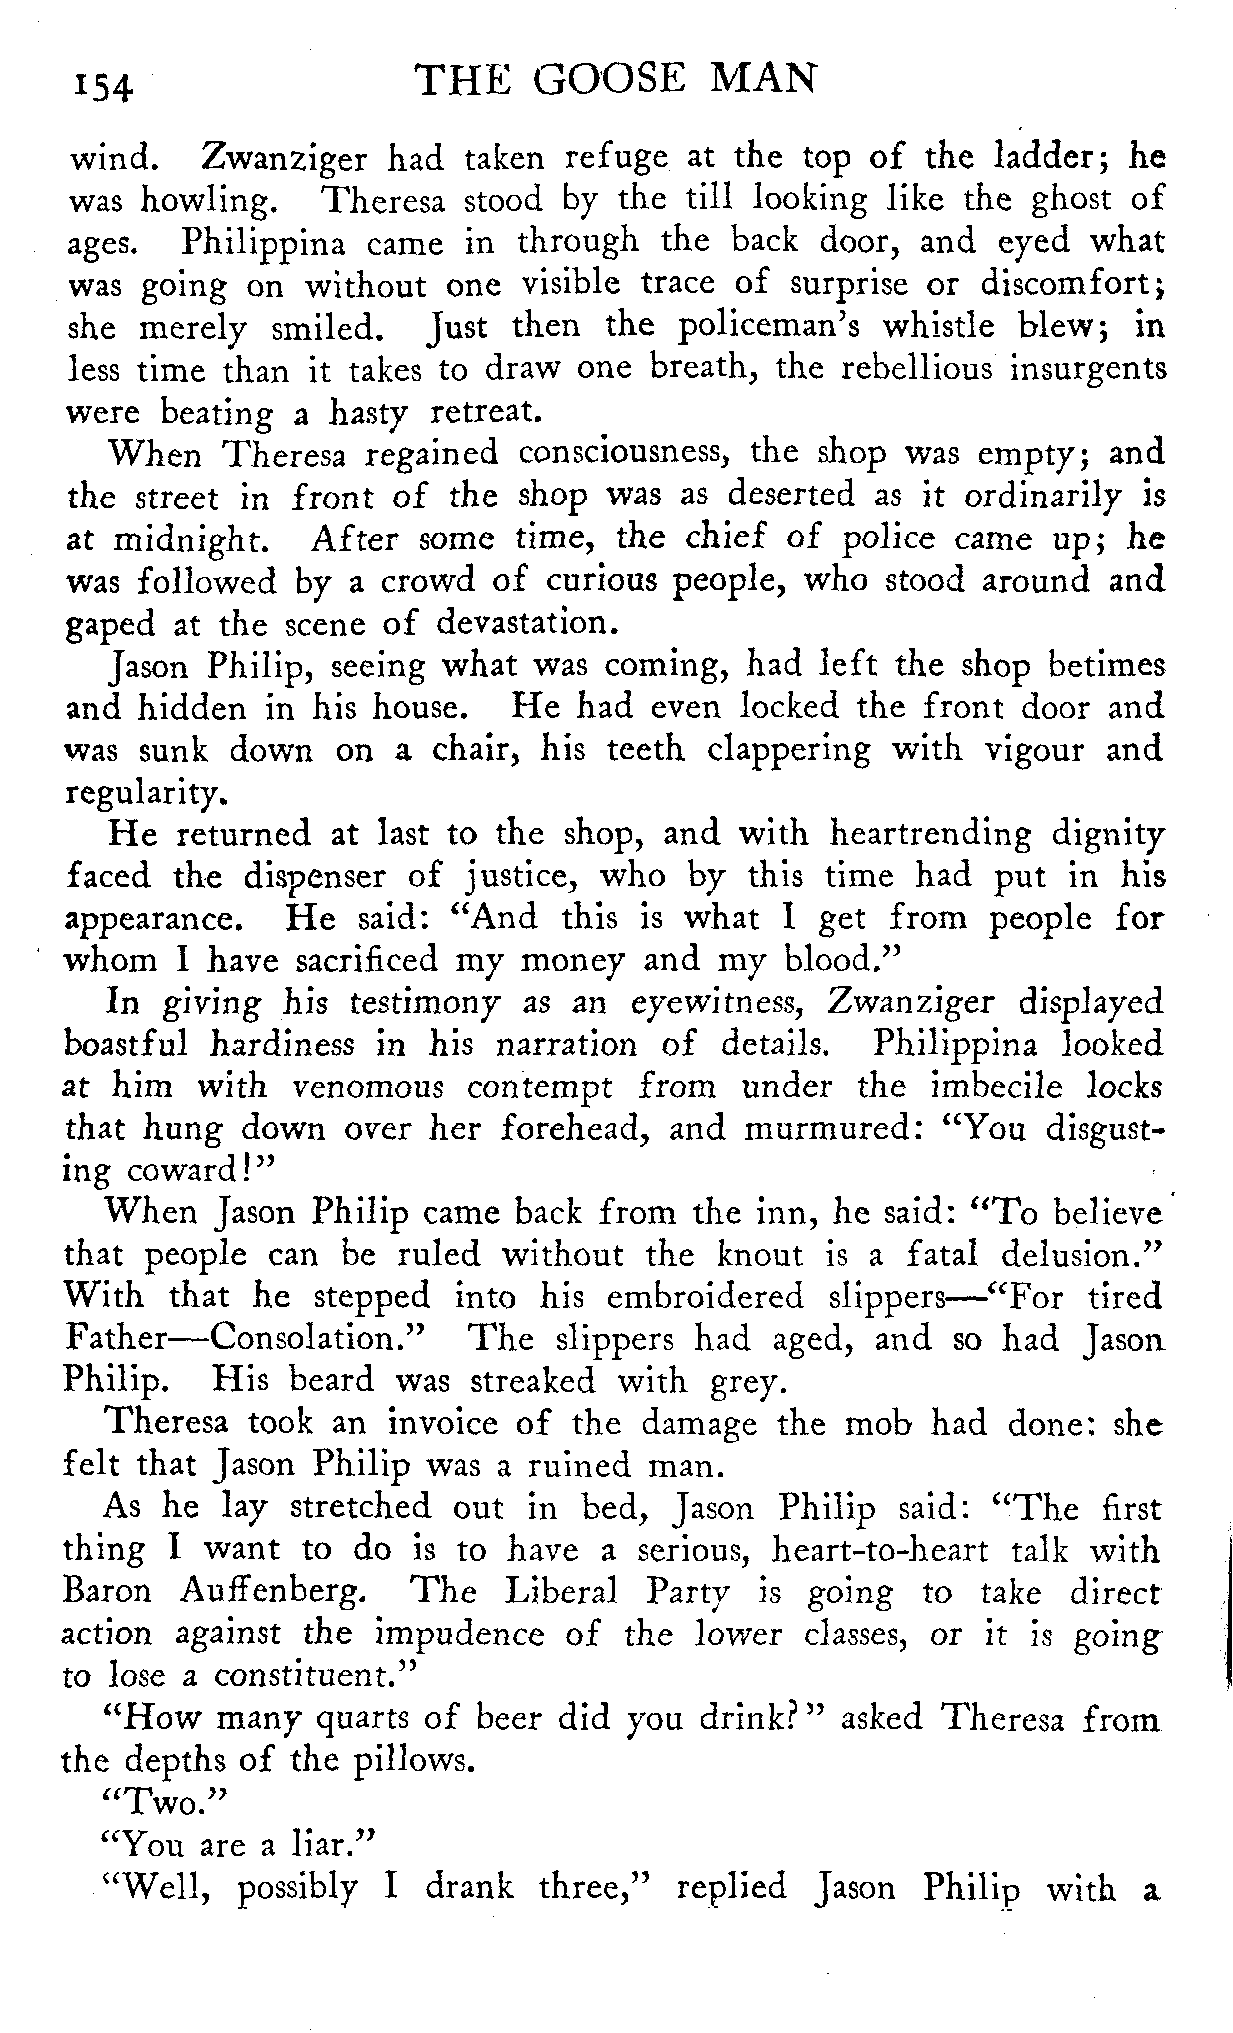 154 THE GOOSE MAN
wind. Zwanziger had taken refuge at the top of the ladder; he
was howling. Theresa stood by the till looking like the ghost of
ages. Philippina came in through the back door, and eyed what
was going on without one visible trace of surprise or discomfort;
she merely smiled. Just then the policeman's whistle blew; in
less time than it takes to draw one breath, the rebellious insurgents
were beating a hasty retreat.
When Theresa regained consciousness, the shop was empty; and
the street in front of the shop was as deserted as it ordinarily is
at midnight. After some time, the chief of police came up; he
was followed by a crowd of curious people, who stood around and
gaped at the scene of devastation.
Jason Philip, seeing what was coming, had left the shop betimes
and hidden in his house. He had even locked the front door and
was sunk down on a chair, his teeth clappering with vigour and
regularity.
He returned at last to the shop, and with heartrending dignity
faced the dispenser of justice, who by this time had put in his
appearance. He said: "And this is what I get from people for
whom I have sacrificed my money and my blood."
In giving his testimony as an eyewitness, Zwanziger displayed
boastful hardiness in his narration of details. Philippina looked
at him with venomous contempt from under the imbecile locks
that hung down over her forehead, and murmured: "You disgust-
ing coward!"
When Jason Philip came back from the inn, he said: "To believe
that people can be ruled without the knout is a fatal delusion."
With that he stepped into his embroidered slippers—"For tired
Father—Consolation." The slippers had aged, and so had Jason
Philip. His beard was streaked with grey.
Theresa took an invoice of the damage the mob had done: she
felt that Jason Philip was a ruined man.
As he lay stretched out in bed, Jason Philip said: "The first
thing I want to do is to have a serious, heart-to-heart talk with
Baron Auffenberg. The Liberal Party is going to take direct
action against the impudence of the lower classes, or it is going
to lose a constituent."
"How many quarts of beer did you drink?" asked Theresa from
the depths of the pillows.
"Two."
"You are a liar."
"Well, possibly I drank three," replied Jason Philip with a